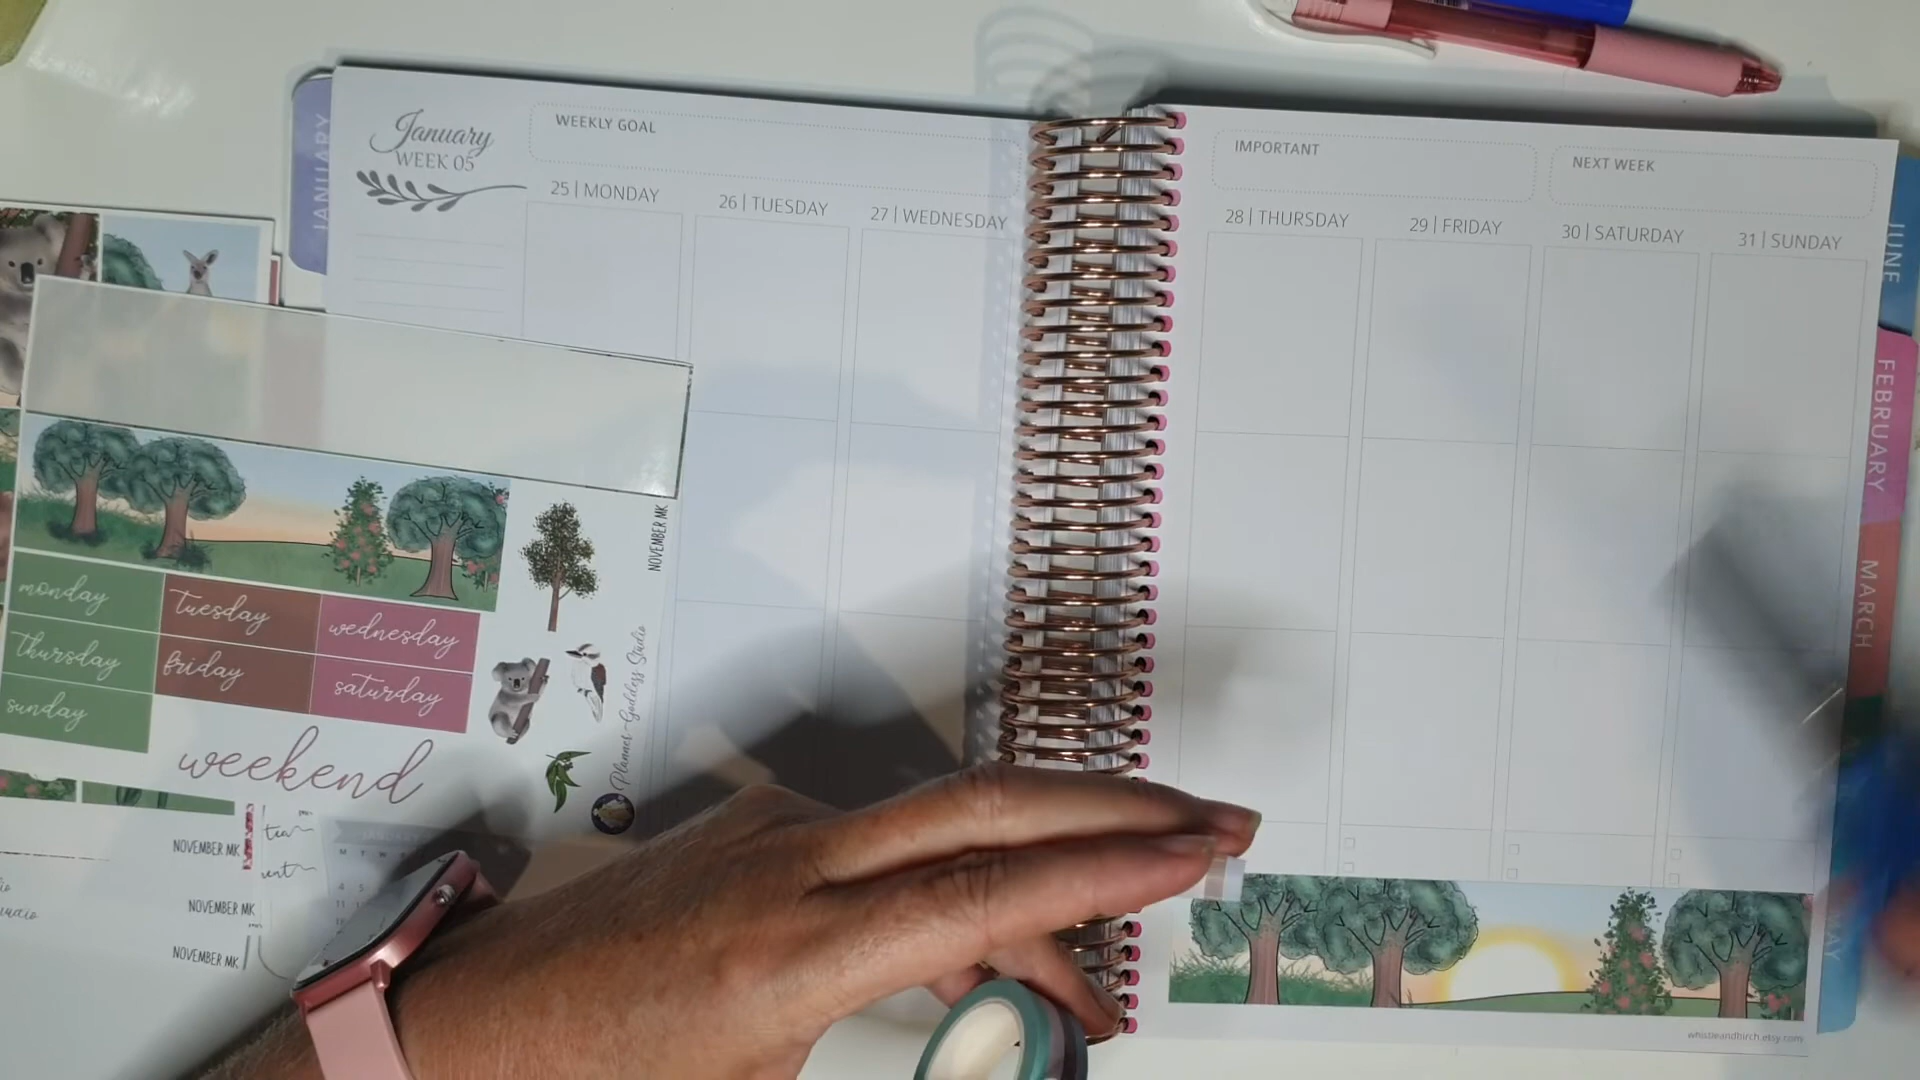 JANUARY
January
WEEK 05
WEEKLY GOAL
25 | MONDAY
26 | TUESDAY
27 | WEDNESDAY
IMPORTANT
NEXT WEEK
28 | THURSDAY
29 | FRIDAY
30 | SATURDAY
31 | SUNDAY
JUNE
FEBRUARY
MARCH
MAY
whistleandbirch.etsy.com
NOVEMBER MK
monday
tuesday
wednesday
thursday
friday
saturday
sunday
weekend
Planner Goddess Studio
NOVEMBER MK
NOVEMBER MK
NOVEMBER MK